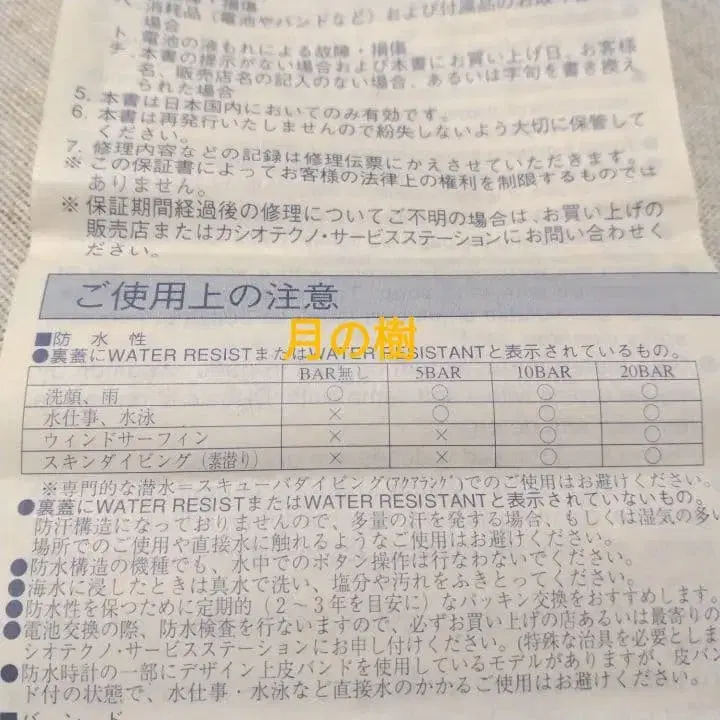 ヘ．消耗品（電池やバンドなど）および付属品のお取り替え
場合
ト．電池の液もれによる故障・損傷
チ．本書の提示がない場合および本書にお買い上げ日、お客様
名、販売店名の記入のない場合、あるいは字句を書き換え
られた場合
5．本書は日本国内においてのみ有効です。
6．本書は再発行いたしませんので紛失しないよう大切に保管して
ください。
7．修理内容などの記録は修理伝票にかえさせていただきます。
※この保証書によってお客様の法律上の権利を制限するものでは
ありません。
※保証期間経過後の修理についてご不明の場合は、お買い上げの
販売店またはカシオテクノ・サービスステーションにお問い合わせく
ださい。
ご使用上の注意
月の樹
■防水性
●裏蓋にWATER RESISTまたはWATER RESISTANTと表示されているもの。
BAR無し 5BAR 10BAR 20BAR
洗顔、雨 ○ ○ ○ ○
水仕事、水泳 × ○ ○ ○
ウィンドサーフィン × × ○ ○
スキンダイビング（素潜り） × × ○ ○
※専門的な潜水＝スキューバダイビング(ｱｸｱﾗﾝｸﾞ)でのご使用はお避けください。
●裏蓋にWATER RESISTまたはWATER RESISTANTと表示されていないもの。
防汗構造になっておりませんので、多量の汗を発する場合、もしくは湿気の多い
場所でのご使用や直接水に触れるようなご使用はお避けください。
●防水構造の機種でも、水中でのボタン操作は行なわないでください。
●海水に浸したときは真水で洗い、塩分や汚れをふきとってください。
●防水性を保つために定期的（2～3年を目安に）なパッキン交換をおすすめします。
●電池交換の際、防水検査を行ないますので、必ずお買い上げの店あるいは最寄りの
シオテクノ・サービスステーションにお申し付けください。(特殊な治具を必要としま
●防水時計の一部にデザイン上皮バンドを使用しているモデルがありますが、皮バン
ド付の状態で、水仕事・水泳など直接水のかかるご使用はお避けください。